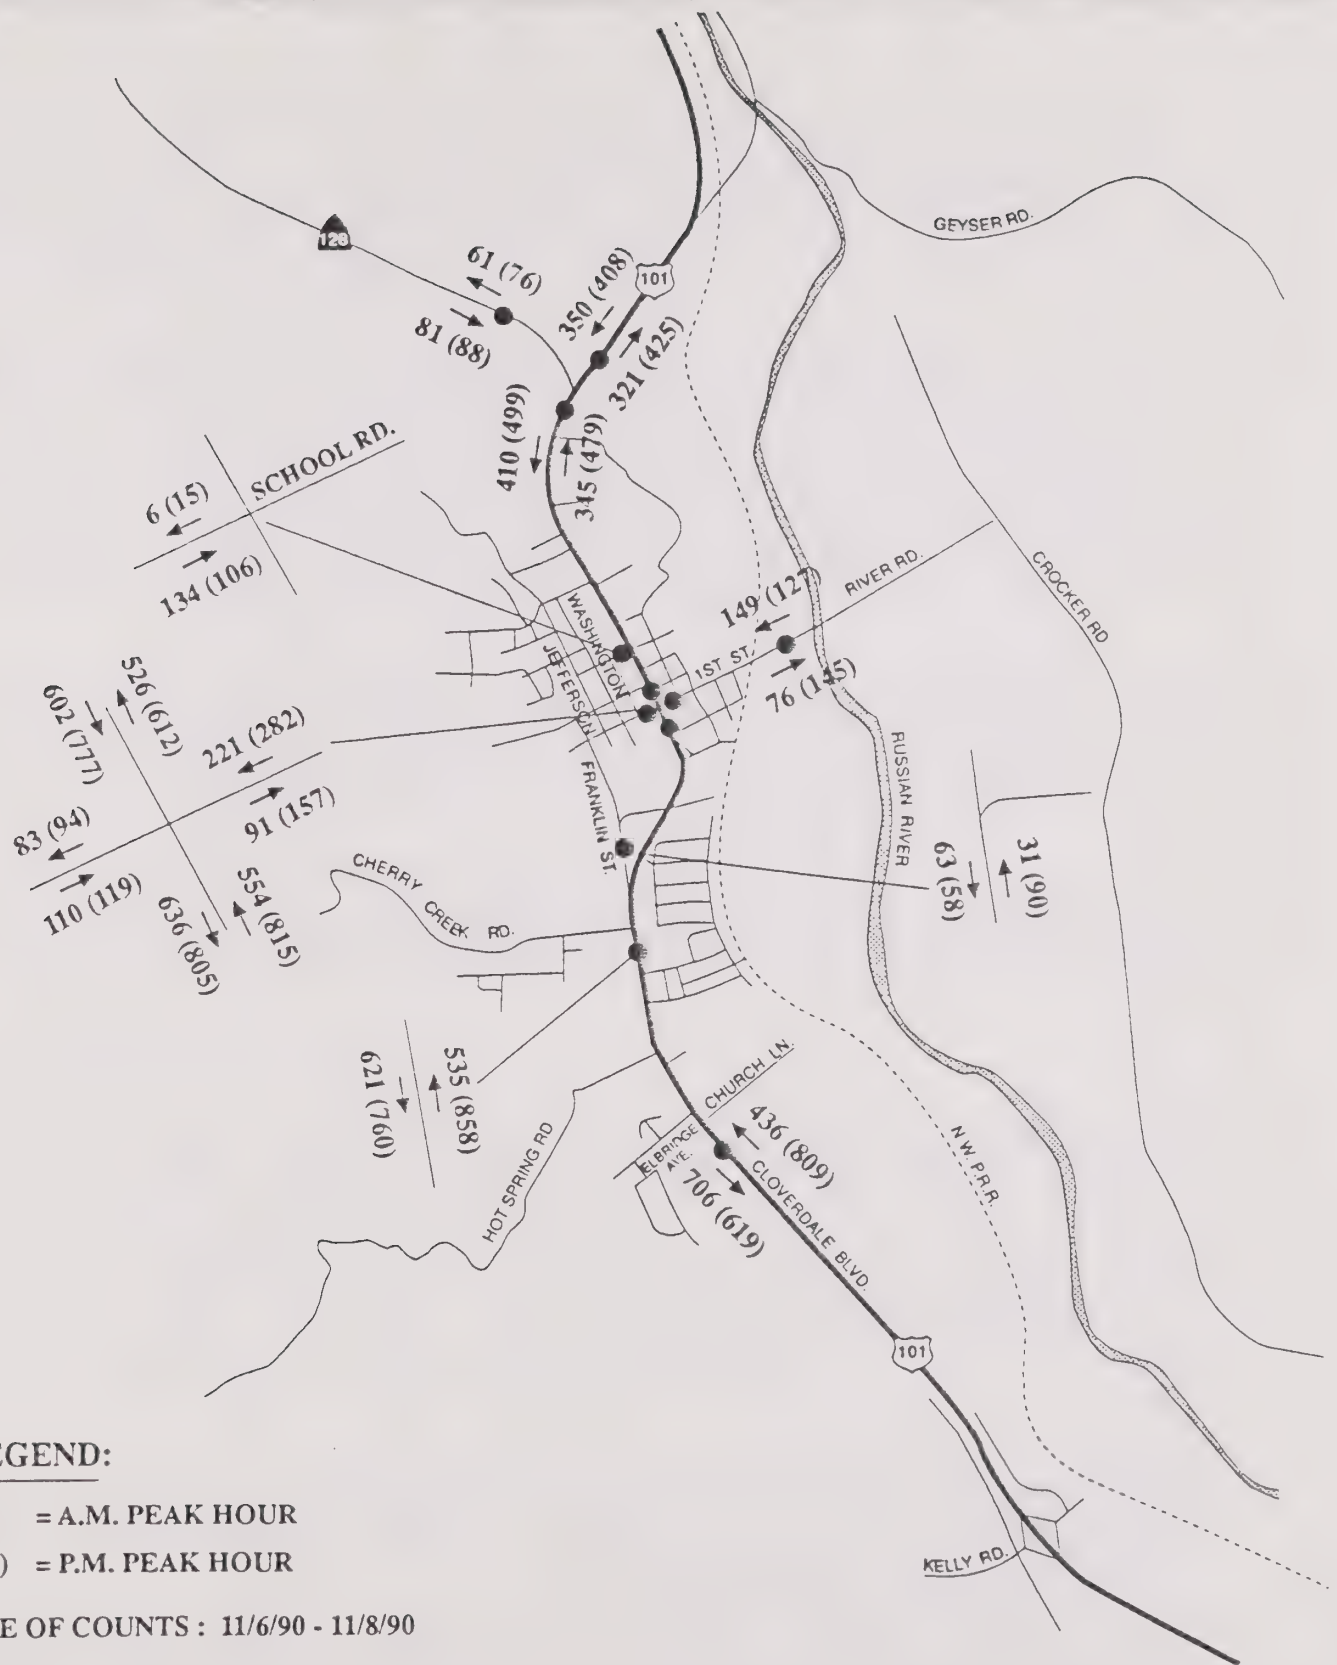 128
101
GEYSER RD.
61 (76)
81 (88)
350 (408)
321 (425)
410 (499)
345 (479)
SCHOOL RD.
6 (15)
134 (106)
CROCKER RD
RIVER RD.
149 (127)
1ST ST.
76 (145)
WASHINGTON
JEFFERSON
FRANKLIN ST.
526 (612)
602 (777)
221 (282)
91 (157)
83 (94)
110 (119)
554 (815)
636 (805)
RUSSIAN RIVER
31 (90)
63 (58)
CHERRY
CREEK RD.
535 (858)
621 (760)
HOT SPRING RD
CHURCH LN.
ELBRIDGE
AVE.
436 (809)
706 (619)
CLOVERDALE BLVD.
N.W.P.R.R.
101
KELLY RD.
EGEND:
= A.M. PEAK HOUR
) = P.M. PEAK HOUR
E OF COUNTS : 11/6/90 - 11/8/90